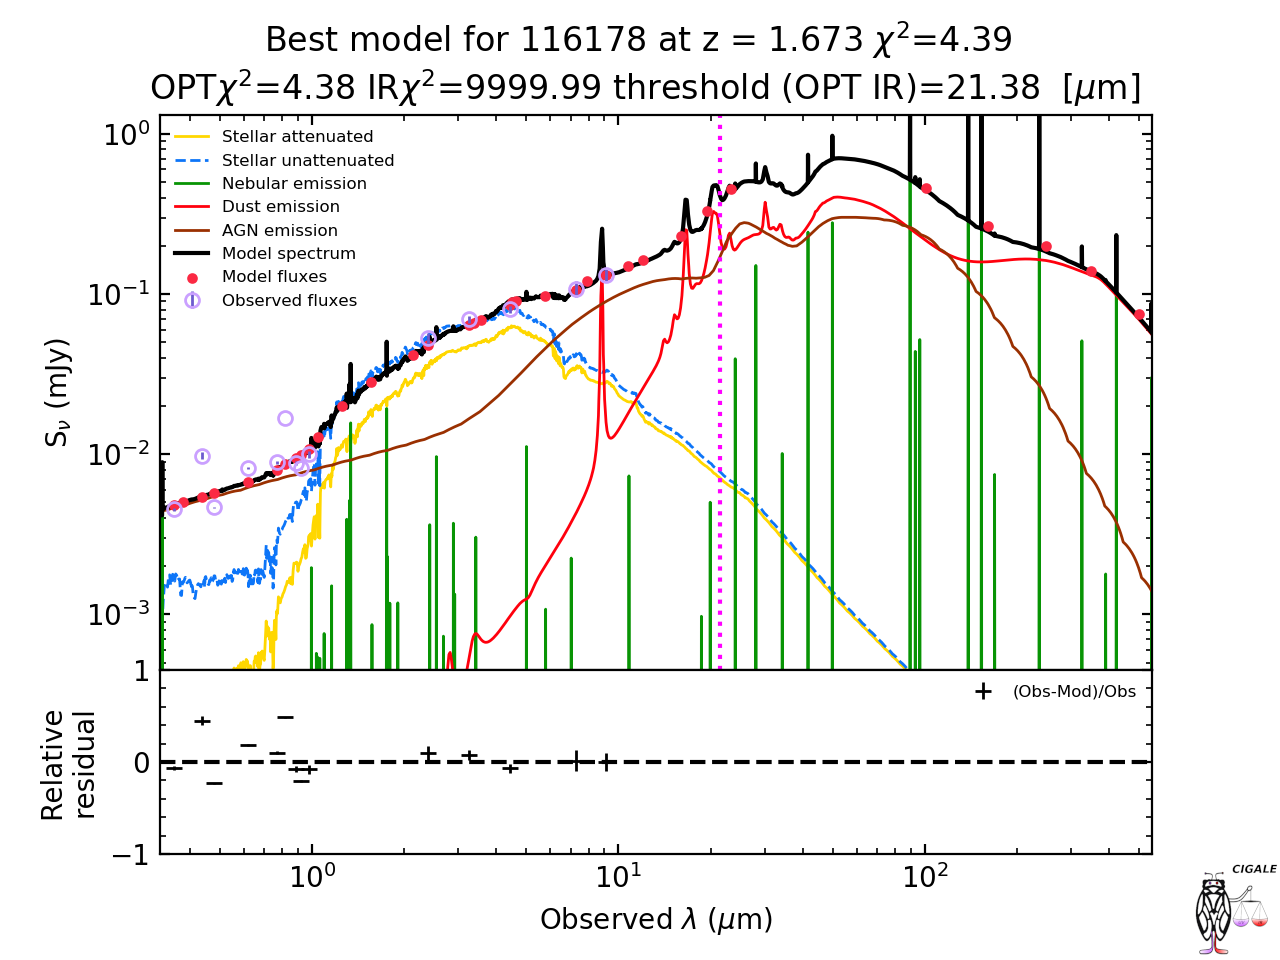 Best model for 116178 at z = 1.673 χ²=4.39
OPTχ²=4.38 IRχ²=9999.99 threshold (OPT IR)=21.38 [μm]
Stellar attenuated
Stellar unattenuated
Nebular emission
Dust emission
AGN emission
Model spectrum
Model fluxes
Observed fluxes
10⁰
10⁻¹
10⁻²
10⁻³
S_ν (mJy)
1
0
−1
Relative
residual
(Obs-Mod)/Obs
10⁰ 10¹ 10²
Observed λ (μm)
CIGALE